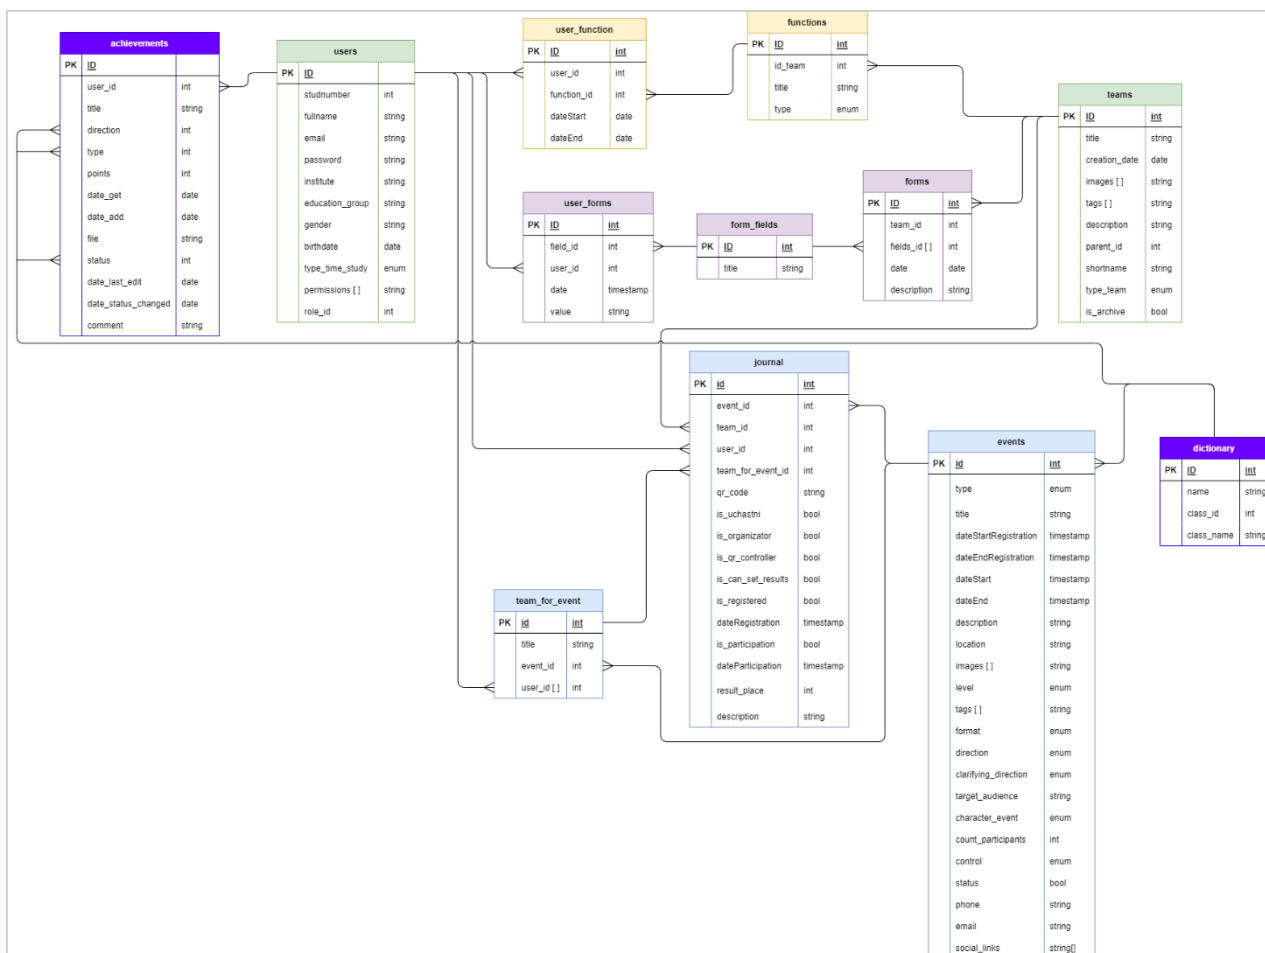 achievements
PK ID
user_id int
title string
direction int
type int
points int
date_get date
date_add date
file string
status int
date_last_edit date
date_status_changed date
comment string
users
PK ID
studnumber int
fullname string
email string
password string
institute string
education_group string
gender string
birthdate date
type_time_study enum
permissions [ ] string
role_id int
user_function
PK ID int
user_id int
function_id int
dateStart date
dateEnd date
functions
PK ID int
id_team int
title string
type enum
teams
PK ID int
title string
creation_date date
images [ ] string
tags [ ] string
description string
parent_id int
shortname string
type_team enum
is_archive bool
user_forms
PK ID int
field_id int
user_id int
date timestamp
value string
form_fields
PK ID int
title string
forms
PK ID int
team_id int
fields_id [ ] int
date date
description string
journal
PK id int
event_id int
team_id int
user_id int
team_for_event_id int
qr_code string
is_uchastni bool
is_organizator bool
is_qr_controller bool
is_can_set_results bool
is_registered bool
dateRegistration timestamp
is_participation bool
dateParticipation timestamp
result_place int
description string
team_for_event
PK id int
title string
event_id int
user_id [ ] int
events
PK id int
type enum
title string
dateStartRegistration timestamp
dateEndRegistration timestamp
dateStart timestamp
dateEnd timestamp
description string
location string
images [ ] string
level enum
tags [ ] string
format enum
direction enum
clarifying_direction enum
target_audience string
character_event enum
count_participants int
control enum
status bool
phone string
email string
social_links string[]
dictionary
PK ID int
name string
class_id int
class_name string